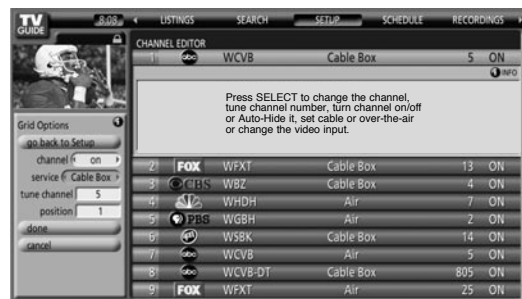 TV
GUIDE
8:08
LISTINGS SEARCH SETUP SCHEDULE RECORDINGS
CHANNEL EDITOR
1 abc WCVB Cable Box 5 ON
INFO
Press SELECT to change the channel,
tune channel number, turn channel on/off
or Auto-Hide it, set cable or over-the-air
or change the video input.
Grid Options
go back to Setup
channel on
service Cable Box
tune channel 5
position 1
done
cancel
2 FOX WFXT Cable Box 13 ON
3 CBS WBZ Cable Box 4 ON
4 WHDH Air 7 ON
5 PBS WGBH Air 2 ON
6 WSBK Cable Box 14 ON
7 abc WCVB Air 5 ON
8 abc WCVB-DT Cable Box 805 ON
9 FOX WFXT Air 25 ON